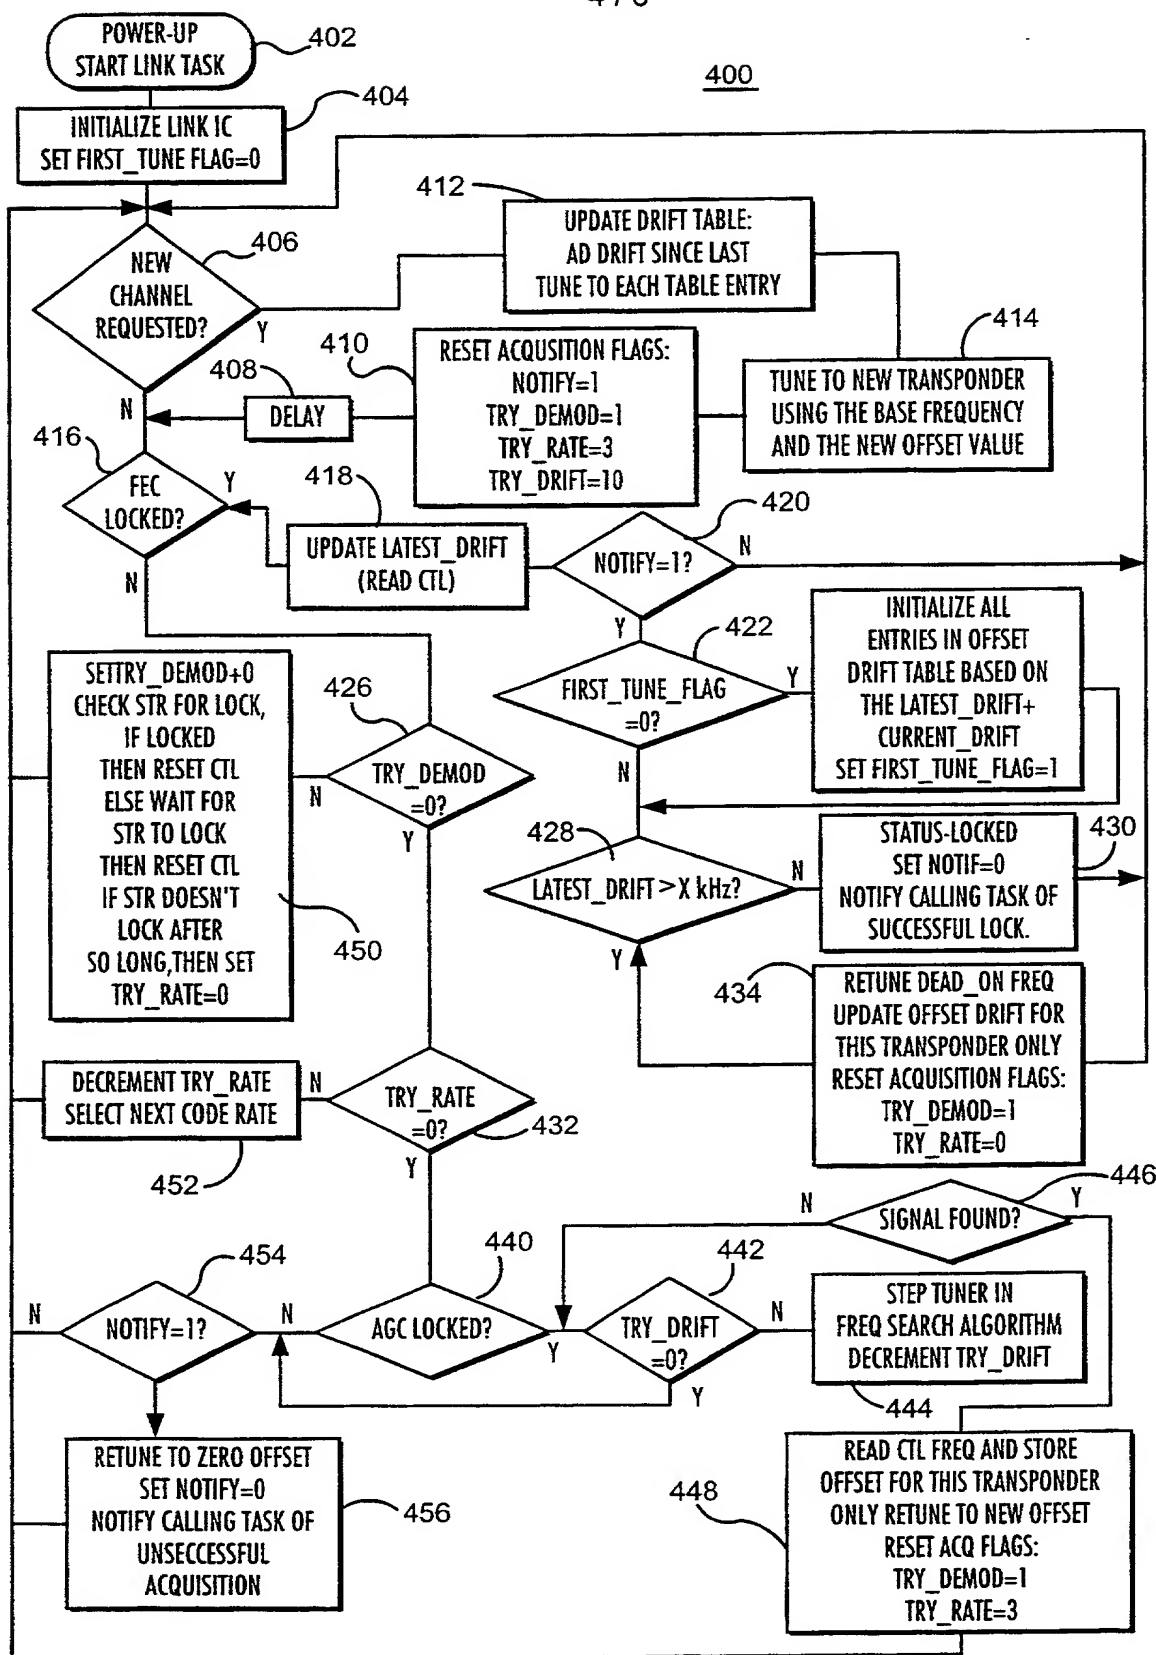 POWER-UP
START LINK TASK
402
400
404
INITIALIZE LINK IC
SET FIRST_TUNE FLAG=0
412
UPDATE DRIFT TABLE:
AD DRIFT SINCE LAST
TUNE TO EACH TABLE ENTRY
406
NEW
CHANNEL
REQUESTED?
Y
N
414
TUNE TO NEW TRANSPONDER
USING THE BASE FREQUENCY
AND THE NEW OFFSET VALUE
410
RESET ACQUSITION FLAGS:
NOTIFY=1
TRY_DEMOD=1
TRY_RATE=3
TRY_DRIFT=10
408
DELAY
416
FEC
LOCKED?
Y
N
418
UPDATE LATEST_DRIFT
(READ CTL)
420
NOTIFY=1?
N
Y
422
FIRST_TUNE_FLAG
=0?
Y
N
INITIALIZE ALL
ENTRIES IN OFFSET
DRIFT TABLE BASED ON
THE LATEST_DRIFT+
CURRENT_DRIFT
SET FIRST_TUNE_FLAG=1
SETTRY_DEMOD+0
CHECK STR FOR LOCK,
IF LOCKED
THEN RESET CTL
ELSE WAIT FOR
STR TO LOCK
THEN RESET CTL
IF STR DOESN'T
LOCK AFTER
SO LONG,THEN SET
TRY_RATE=0
450
426
TRY_DEMOD
=0?
N
Y
428
LATEST_DRIFT>X kHz?
N
Y
STATUS-LOCKED
SET NOTIF=0
NOTIFY CALLING TASK OF
SUCCESSFUL LOCK.
430
434
RETUNE DEAD_ON FREQ
UPDATE OFFSET DRIFT FOR
THIS TRANSPONDER ONLY
RESET ACQUISITION FLAGS:
TRY_DEMOD=1
TRY_RATE=0
DECREMENT TRY_RATE
SELECT NEXT CODE RATE
452
N
TRY_RATE
=0?
432
Y
446
N
SIGNAL FOUND?
Y
454
N
NOTIFY=1?
440
N
AGC LOCKED?
Y
442
TRY_DRIFT
=0?
N
Y
STEP TUNER IN
FREQ SEARCH ALGORITHM
DECREMENT TRY_DRIFT
444
RETUNE TO ZERO OFFSET
SET NOTIFY=0
NOTIFY CALLING TASK OF
UNSECCESSFUL
ACQUISITION
456
448
READ CTL FREQ AND STORE
OFFSET FOR THIS TRANSPONDER
ONLY RETUNE TO NEW OFFSET
RESET ACQ FLAGS:
TRY_DEMOD=1
TRY_RATE=3